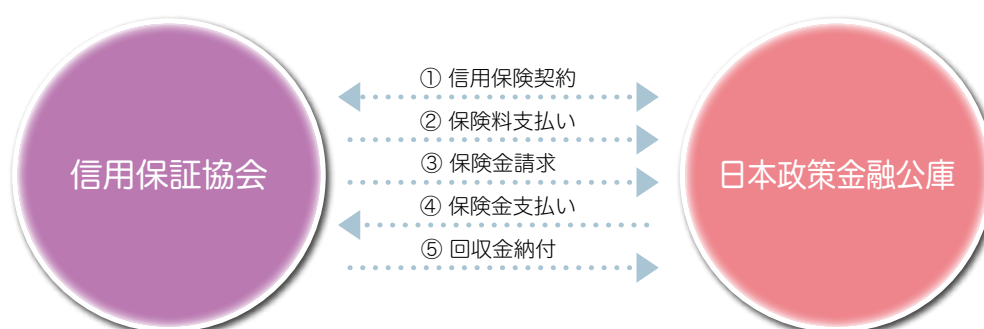 信用保証協会
① 信用保険契約
② 保険料支払い
③ 保険金請求
④ 保険金支払い
⑤ 回収金納付
日本政策金融公庫